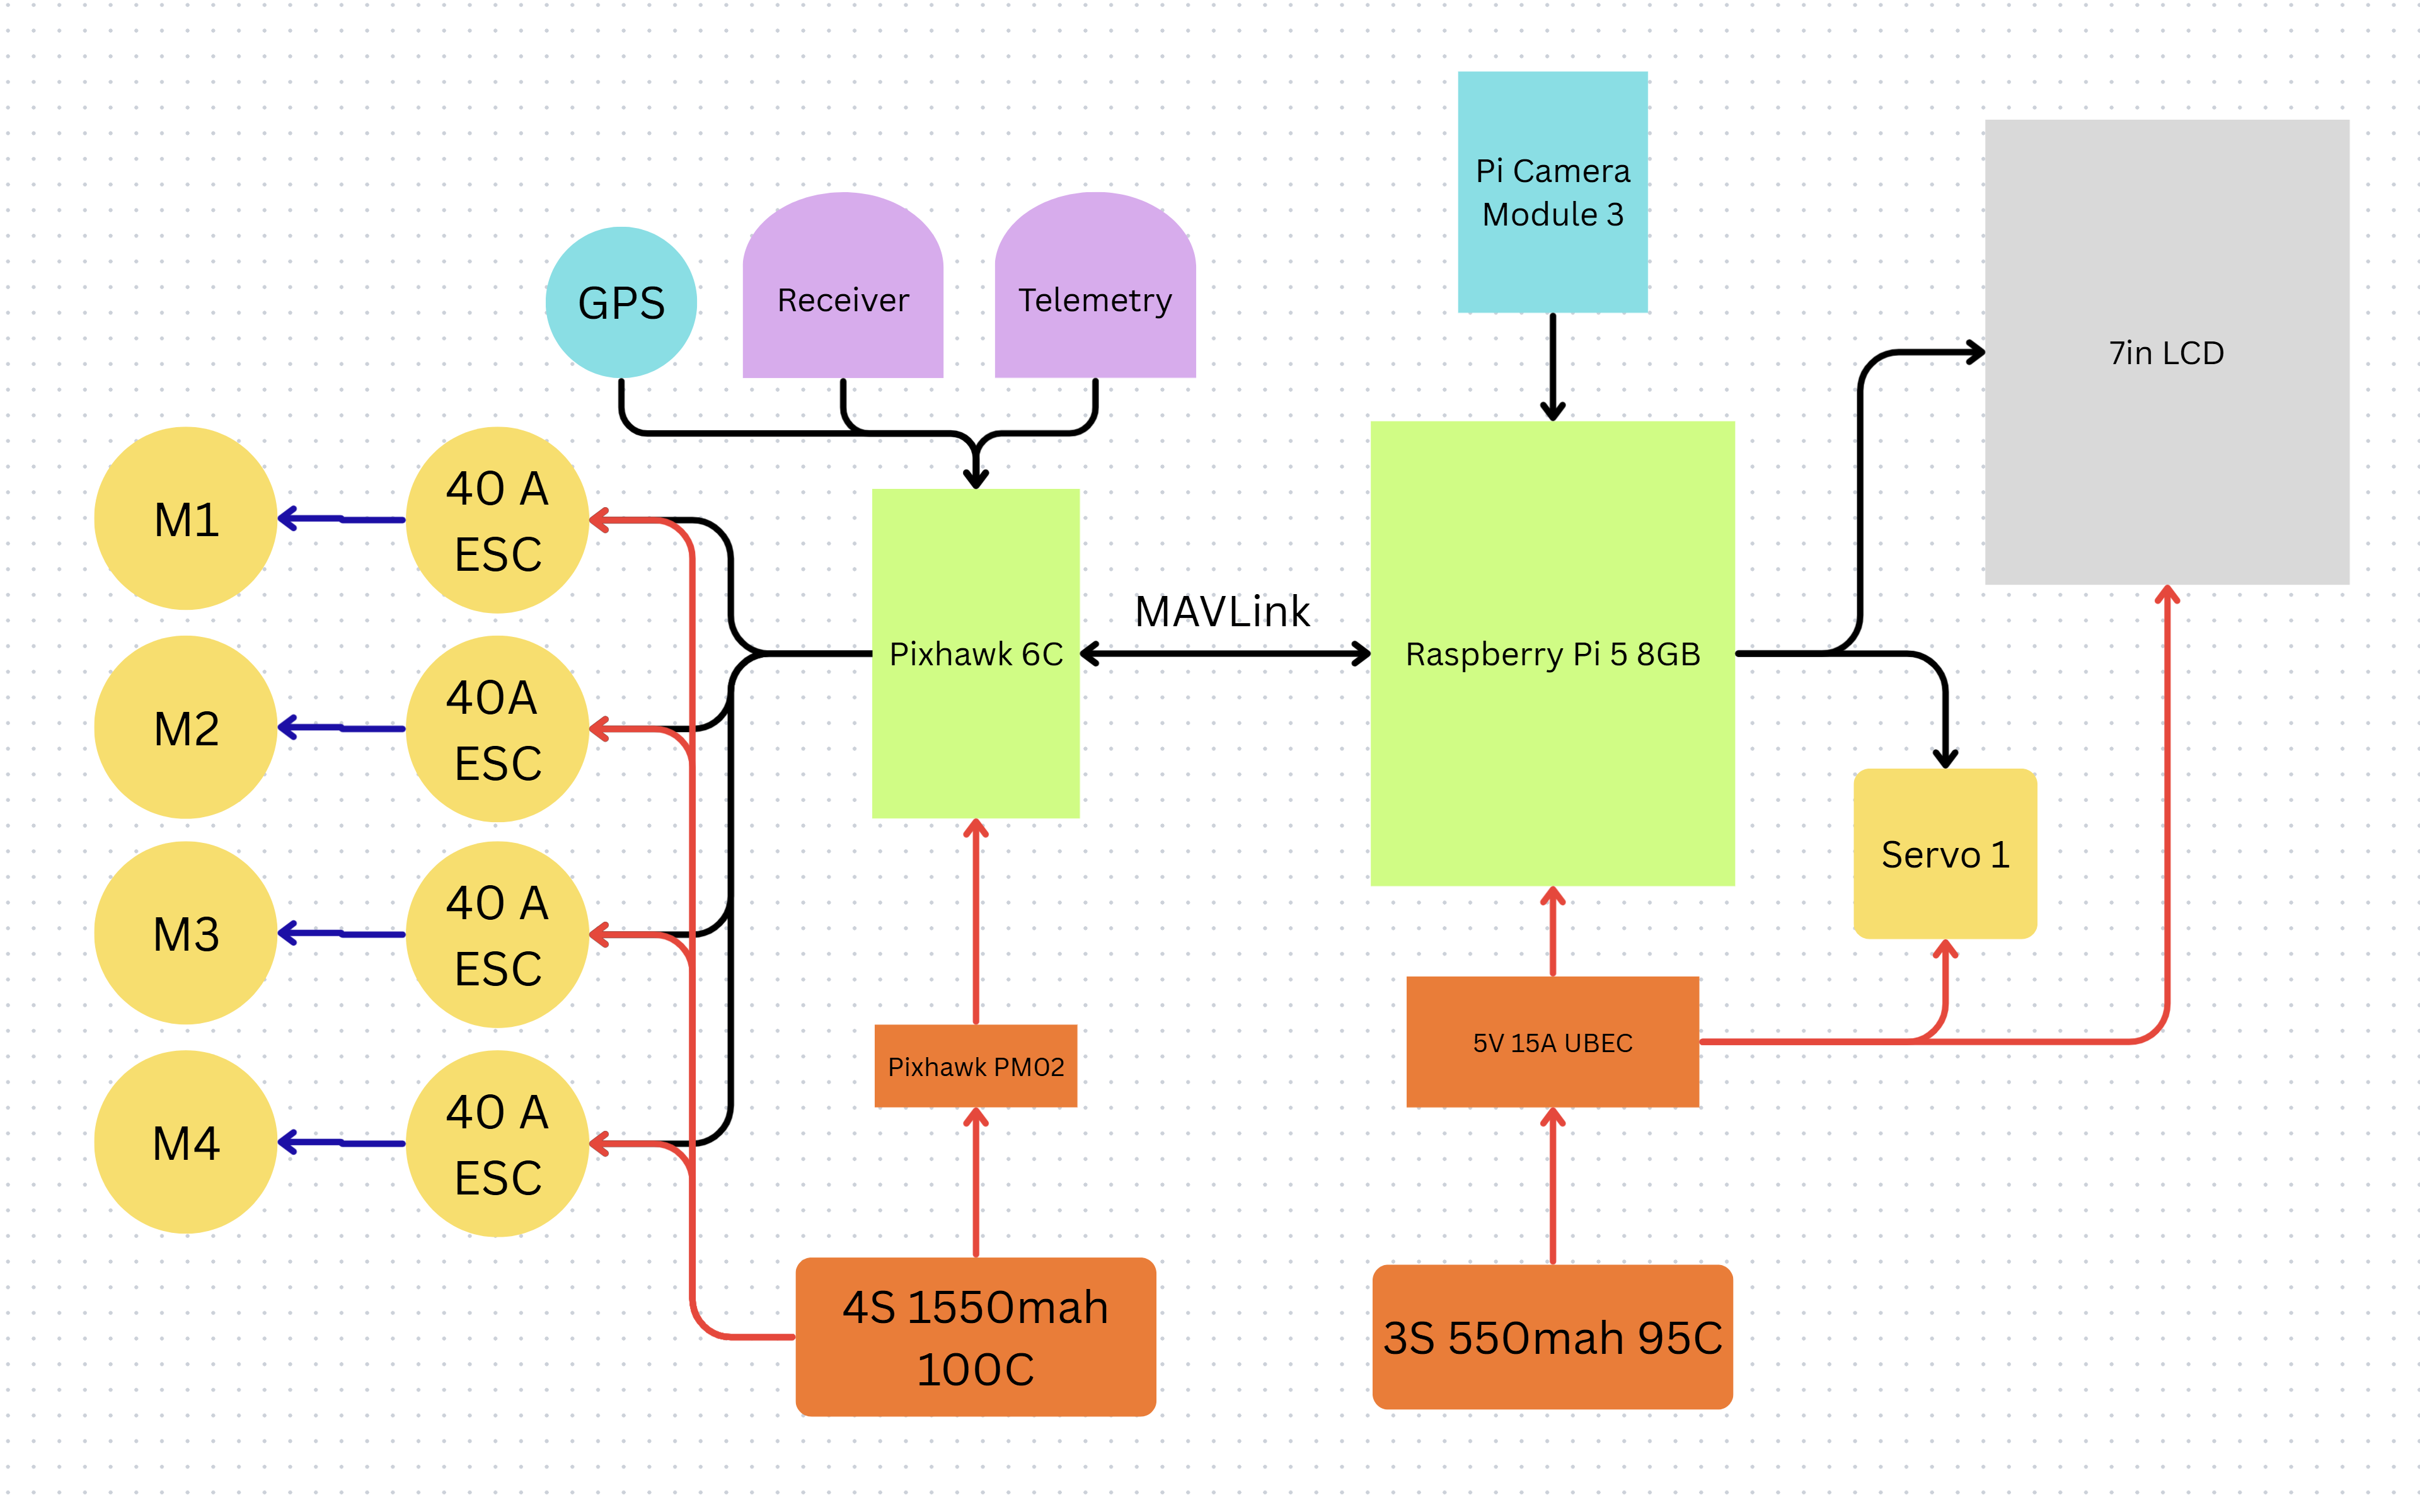 Pi Camera
Module 3
7in LCD
GPS
Receiver
Telemetry
M1
40 A
ESC
MAVLink
Pixhawk 6C
Raspberry Pi 5 8GB
M2
40A
ESC
Servo 1
M3
40 A
ESC
5V 15A UBEC
Pixhawk PM02
M4
40 A
ESC
4S 1550mah
100C
3S 550mah 95C